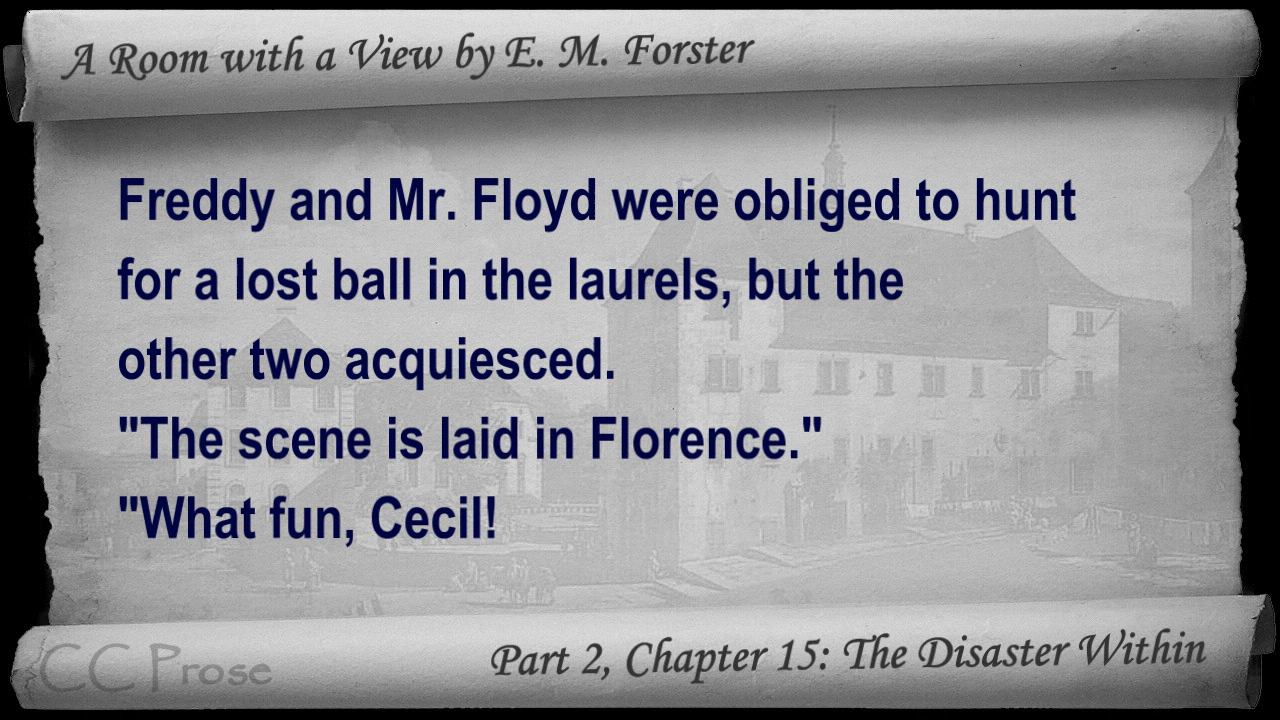 A Room with a View by E. M. Forster
Freddy and Mr. Floyd were obliged to hunt
for a lost ball in the laurels, but the
other two acquiesced.
"The scene is laid in Florence."
"What fun, Cecil!
CC Prose
Part 2, Chapter 15: The Disaster Within